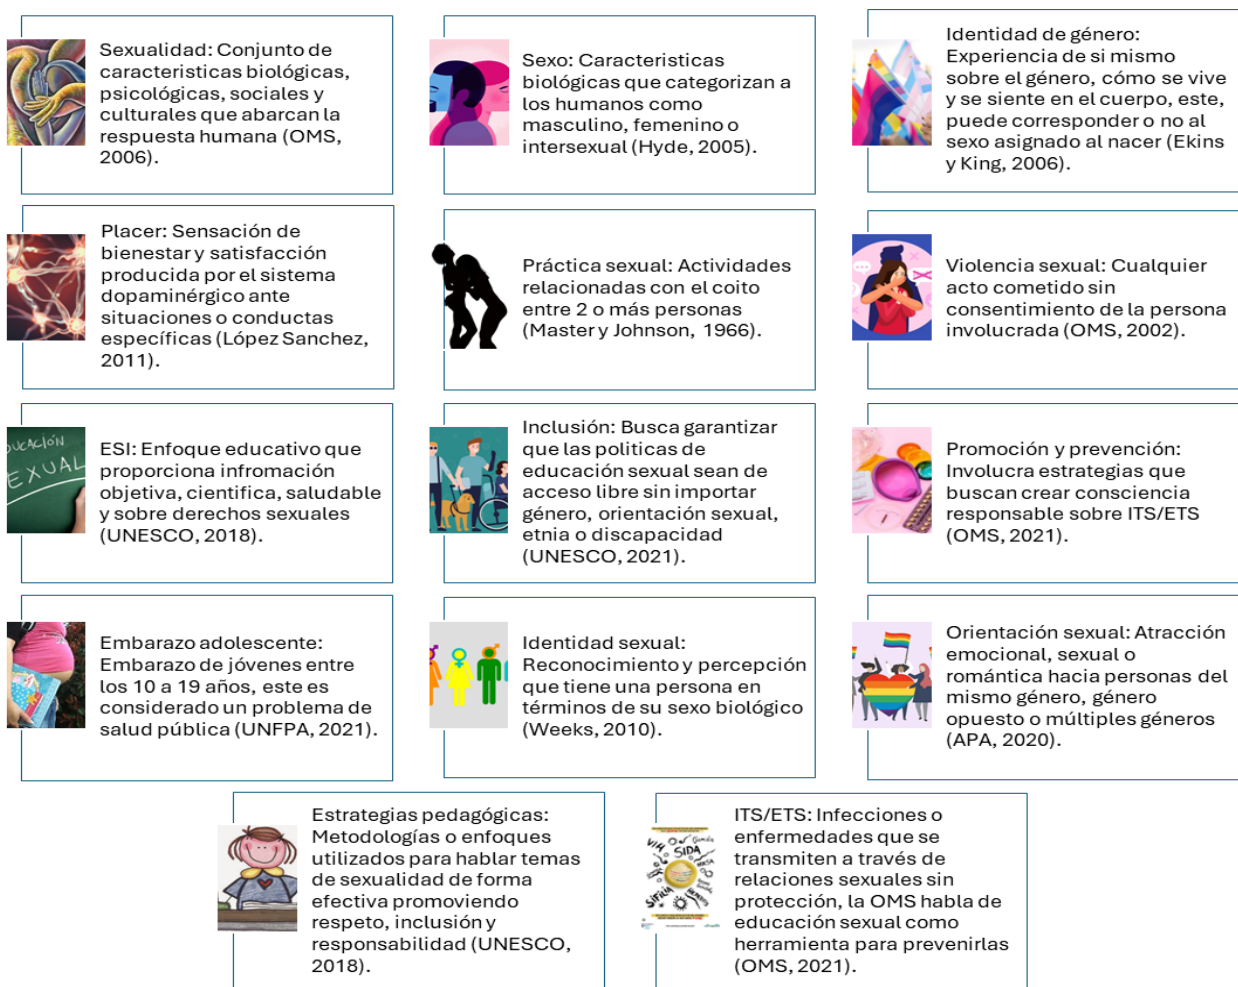 Sexualidad: Conjunto de
caracteristicas biológicas,
psicológicas, sociales y
culturales que abarcan la
respuesta humana (OMS,
2006).
Sexo: Caracteristicas
biológicas que categorizan a
los humanos como
masculino, femenino o
intersexual (Hyde, 2005).
Identidad de género:
Experiencia de si mismo
sobre el género, cómo se vive
y se siente en el cuerpo, este,
puede corresponder o no al
sexo asignado al nacer (Ekins
y King, 2006).
Placer: Sensación de
bienestar y satisfacción
producida por el sistema
dopaminérgico ante
situaciones o conductas
específicas (López Sanchez,
2011).
Práctica sexual: Actividades
relacionadas con el coito
entre 2 o más personas
(Master y Johnson, 1966).
Violencia sexual: Cualquier
acto cometido sin
consentimiento de la persona
involucrada (OMS, 2002).
DUCACIÓN
EXUAL
ESI: Enfoque educativo que
proporciona infromación
objetiva, cientifica, saludable
y sobre derechos sexuales
(UNESCO, 2018).
Inclusión: Busca garantizar
que las politicas de
educación sexual sean de
acceso libre sin importar
género, orientación sexual,
etnia o discapacidad
(UNESCO, 2021).
Promoción y prevención:
Involucra estrategias que
buscan crear consciencia
responsable sobre ITS/ETS
(OMS, 2021).
Embarazo adolescente:
Embarazo de jóvenes entre
los 10 a 19 años, este es
considerado un problema de
salud pública (UNFPA, 2021).
Identidad sexual:
Reconocimiento y percepción
que tiene una persona en
términos de su sexo biológico
(Weeks, 2010).
Orientación sexual: Atracción
emocional, sexual o
romántica hacia personas del
mismo género, género
opuesto o múltiples géneros
(APA, 2020).
Estrategias pedagógicas:
Metodologías o enfoques
utilizados para hablar temas
de sexualidad de forma
efectiva promoviendo
respeto, inclusión y
responsabilidad (UNESCO,
2018).
VIH
SIDA
SIFILIS
ITS/ETS: Infecciones o
enfermedades que se
transmiten a través de
relaciones sexuales sin
protección, la OMS habla de
educación sexual como
herramienta para prevenirlas
(OMS, 2021).